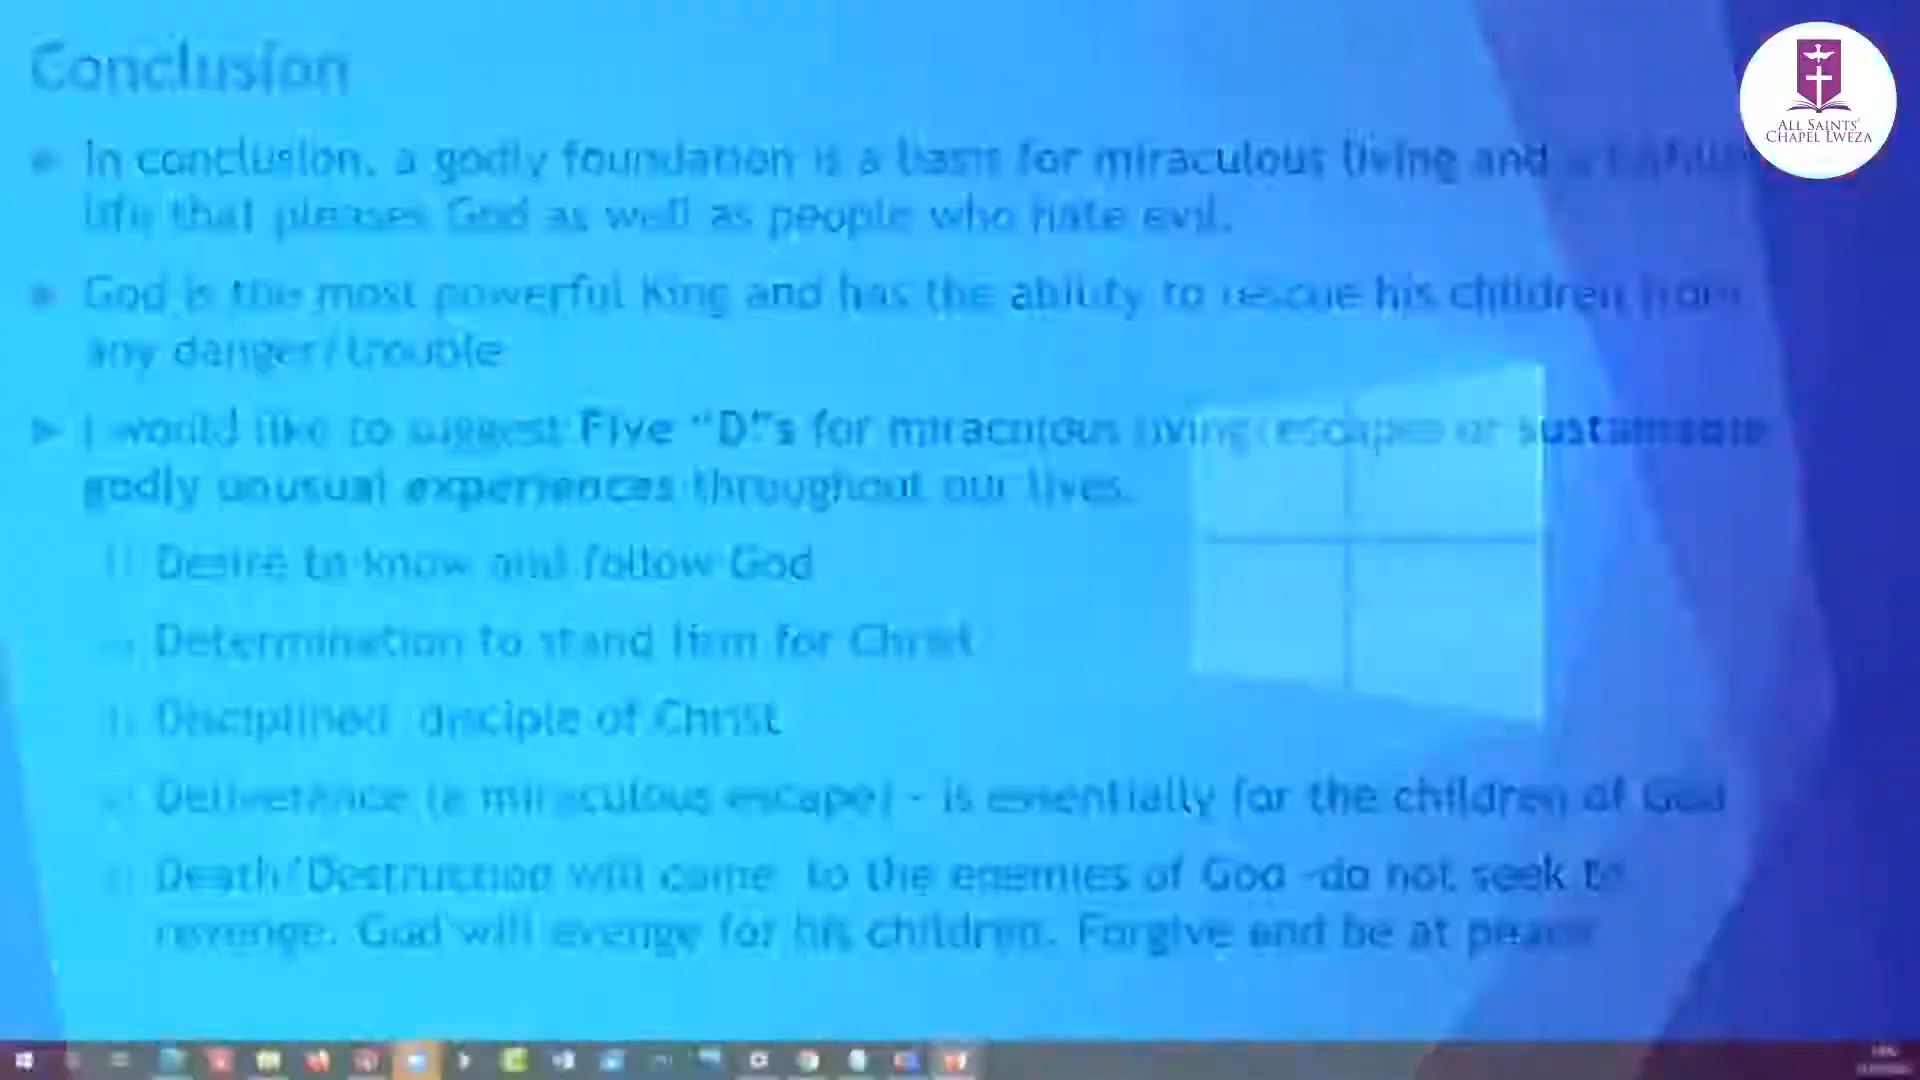 Conclusion
In conclusion, a godly foundation is a basis for miraculous living and a
life that pleases God as well as people who hate evil.
God is the most powerful King and has the ability to rescue his children from
any danger/trouble
I would like to suggest Five "D"'s for miraculous living/escapes or sustainable
godly unusual experiences throughout our lives.
Desire to know and follow God
Determination to stand firm for Christ
Disciplined disciple of Christ
Deliverance (a miraculous escape) - is essentially for the children of God
Death/Destruction will come to the enemies of God -do not seek to
revenge. God will evenge for his children. Forgive and be at peace
ALL SAINTS'
CHAPEL LWEZA